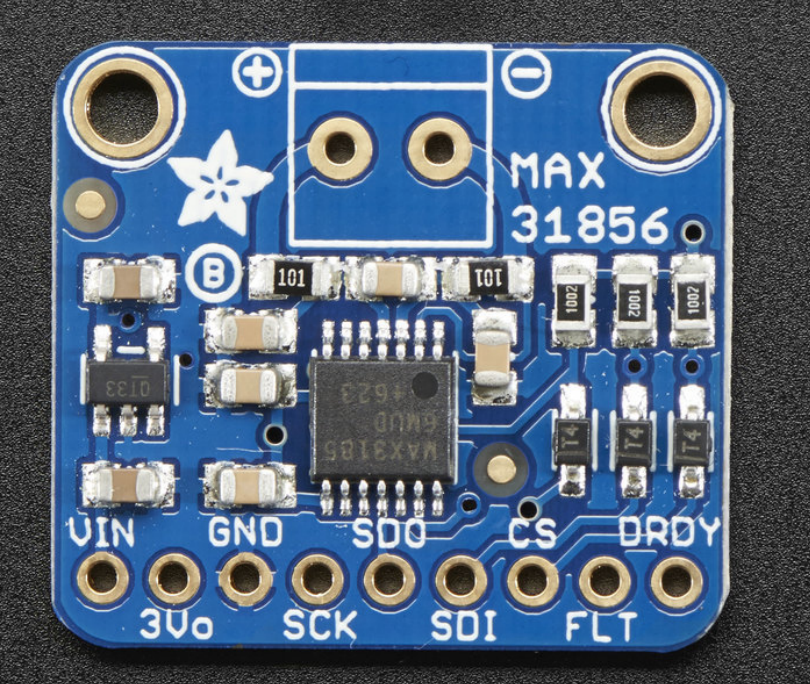 +
-
MAX
31856
B
101
101
1002
1002
1002
QT33
+623
6MUD
MAX3185
T4
T4
T4
VIN
GND
SDO
CS
DRDY
3Vo
SCK
SDI
FLT